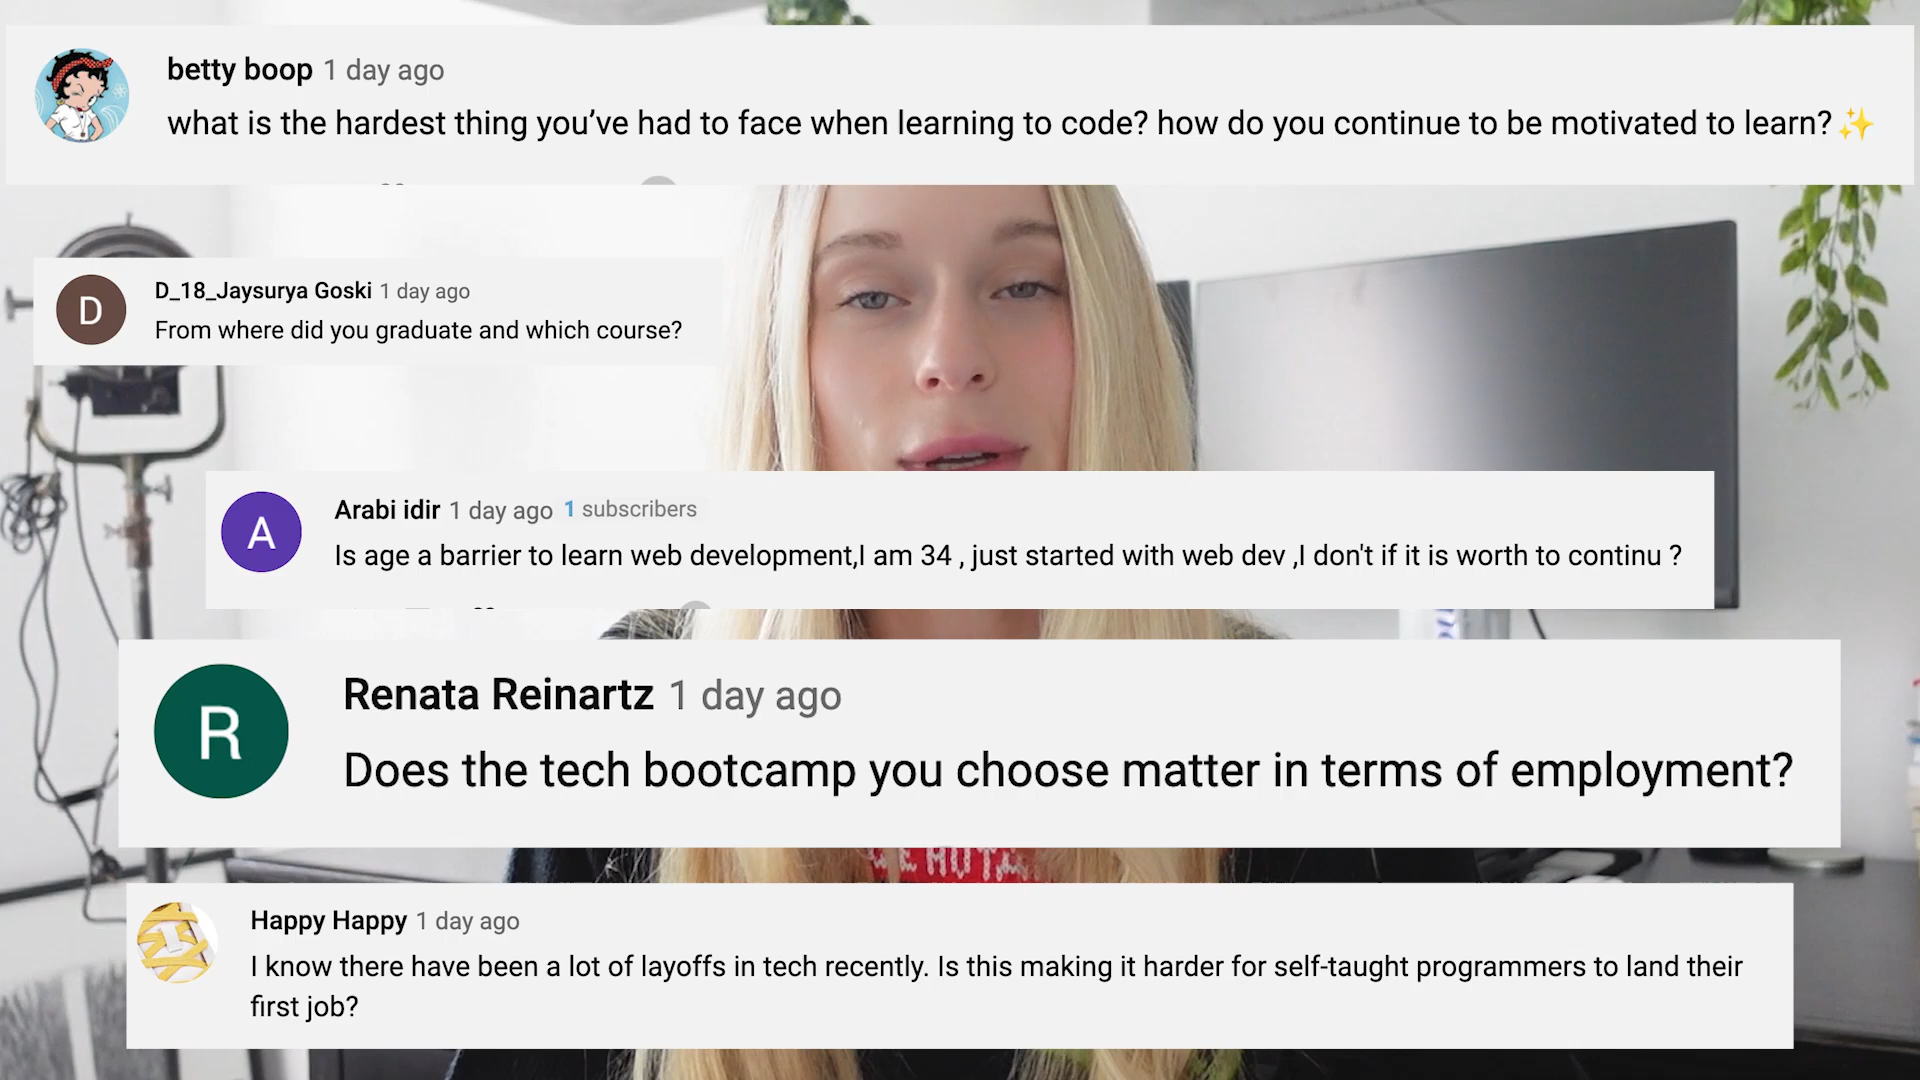 betty boop 1 day ago
what is the hardest thing you’ve had to face when learning to code? how do you continue to be motivated to learn?✨
D
D_18_Jaysurya Goski 1 day ago
From where did you graduate and which course?
A
Arabi idir 1 day ago 1 subscribers
Is age a barrier to learn web development,I am 34 , just started with web dev ,I don't if it is worth to continu ?
R
Renata Reinartz 1 day ago
Does the tech bootcamp you choose matter in terms of employment?
Happy Happy 1 day ago
I know there have been a lot of layoffs in tech recently. Is this making it harder for self-taught programmers to land their
first job?